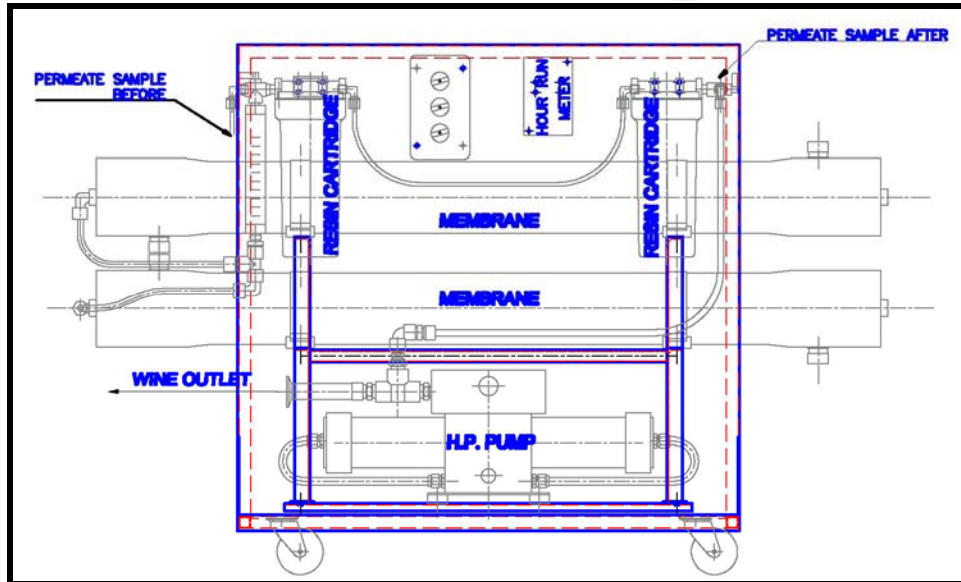 PERMEATE SAMPLE AFTER
PERMEATE SAMPLE
BEFORE
HOUR RUN
METER
RESIN CARTRIDGE
RESIN CARTRIDGE
MEMBRANE
MEMBRANE
WINE OUTLET
H.P. PUMP